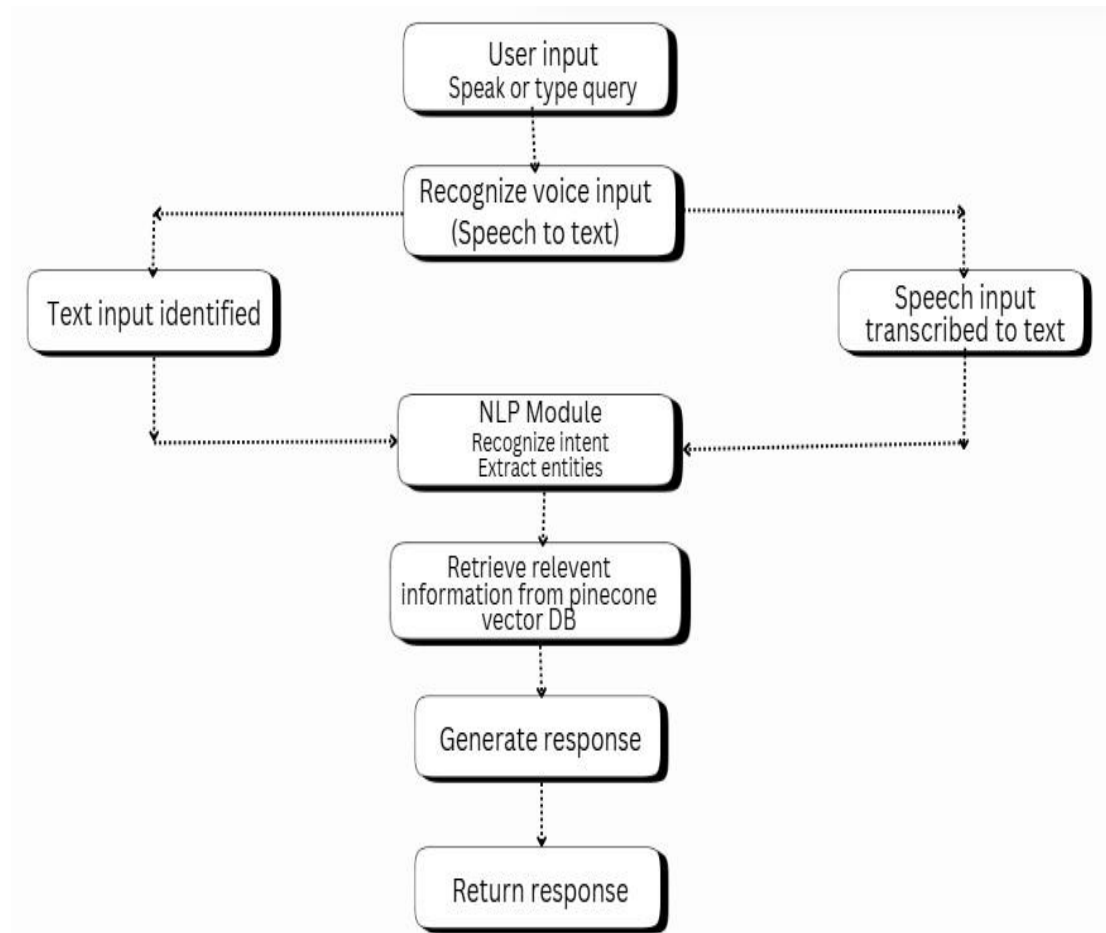 User input
Speak or type query
Recognize voice input
(Speech to text)
Text input identified
Speech input
transcribed to text
NLP Module
Recognize intent
Extract entities
Retrieve relevent
information from pinecone
vector DB
Generate response
Return response